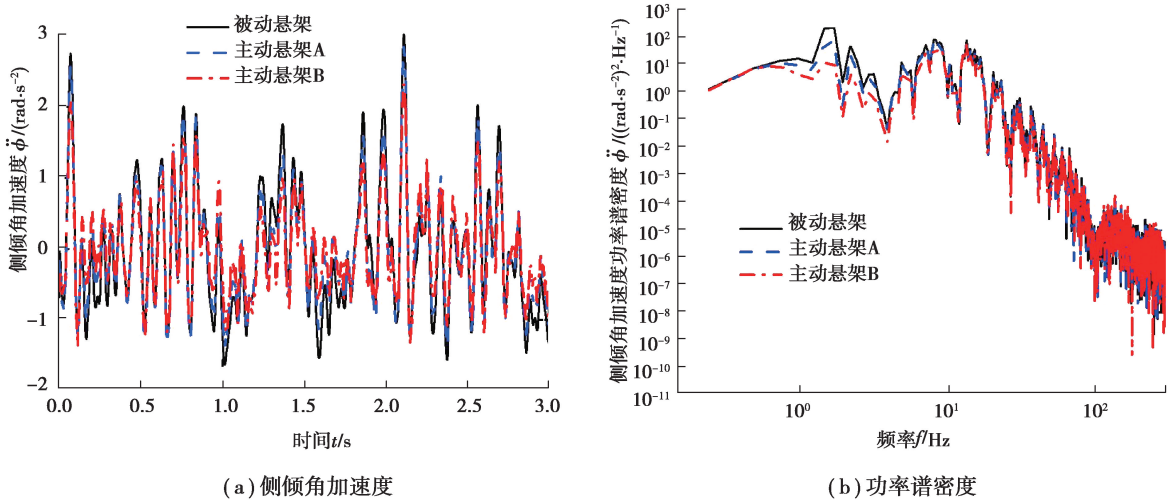 被动悬架
主动悬架A
主动悬架B
侧倾角加速度 ϕ̈/(rad·s⁻²)
3
2
1
0
−1
−2
0.0 0.5 1.0 1.5 2.0 2.5 3.0
时间t/s
(a)侧倾角加速度
侧倾角加速度功率谱密度 ϕ̈/((rad·s⁻²)²·Hz⁻¹)
10³
10²
10¹
10⁰
10⁻¹
10⁻²
10⁻³
10⁻⁴
10⁻⁵
10⁻⁶
10⁻⁷
10⁻⁸
10⁻⁹
10⁻¹⁰
10⁻¹¹
被动悬架
主动悬架A
主动悬架B
10⁰ 10¹ 10²
频率f/Hz
(b)功率谱密度